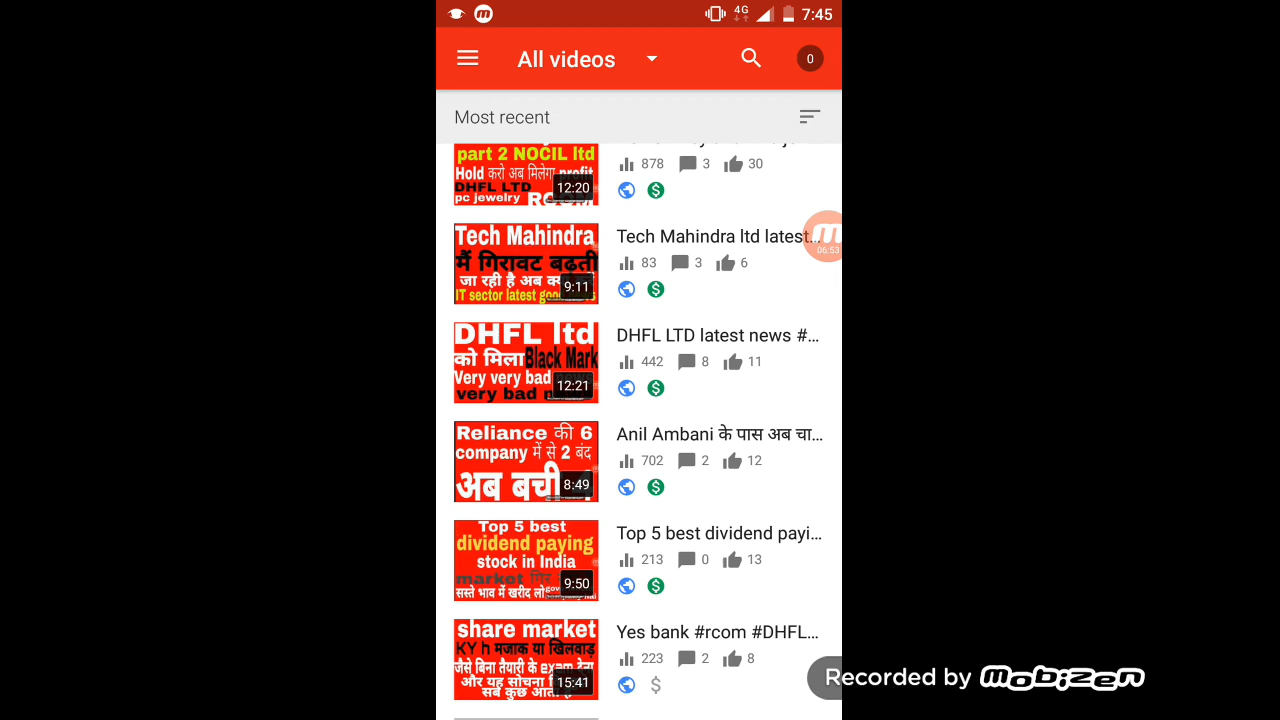 4G 7:45
All videos
0
Most recent
part 2 NOCIL ltd
Hold करो अब मिलेगा profit
DHFL LTD
pc jewelry
12:20
878 3 30
Tech Mahindra
में गिरावट बढ़ती
जा रही है अब
IT sector latest
9:11
Tech Mahindra ltd latest...
83 3 6
06:53
DHFL ltd
को मिला Black Mark
Very very bad
very bad
12:21
DHFL LTD latest news #...
442 8 11
Reliance की 6
company में से 2 बंद
अब बची
8:49
Anil Ambani के पास अब चा...
702 2 12
Top 5 best
dividend paying
stock in India
market गिर
सस्ते भाव में खरीद लो
9:50
Top 5 best dividend payi...
213 0 13
share market
KY h मजाक या खिलवाड़
जैसे बिना तैयारी के exam देना
और यह सोचना
सब कुछ आता
15:41
Yes bank #rcom #DHFL...
223 2 8
Recorded by Mobizen